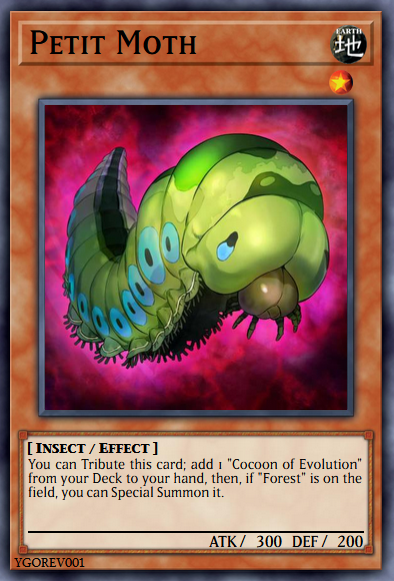 Petit Moth
EARTH
地
[ Insect / Effect ]
You can Tribute this card; add 1 "Cocoon of Evolution"
from your Deck to your hand, then, if "Forest" is on the
field, you can Special Summon it.
ATK / 300 DEF / 200
YGOREV001